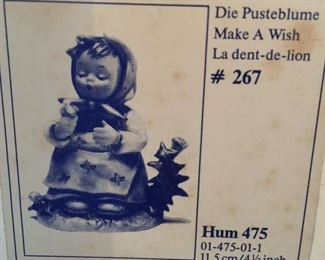 Die Pusteblume
Make A Wish
La dent-de-lion
# 267
Hum 475
01-475-01-1
11,5 cm/4½ inch